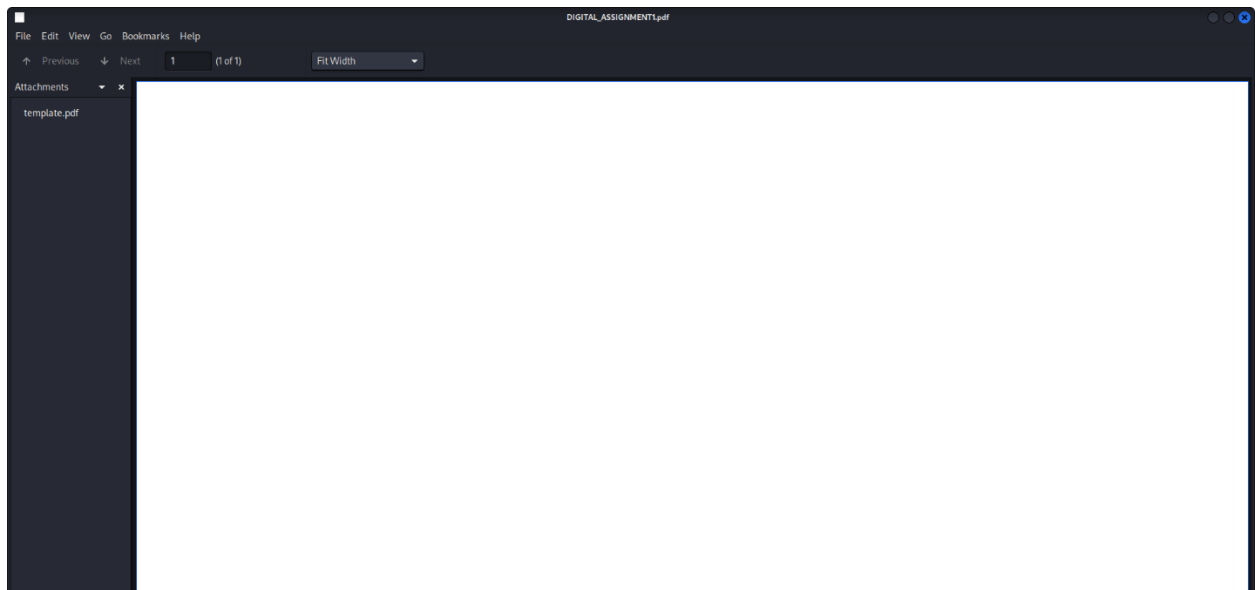 DIGITAL_ASSIGNMENT1.pdf
File Edit View Go Bookmarks Help
Previous Next 1 (1 of 1) Fit Width
Attachments
template.pdf